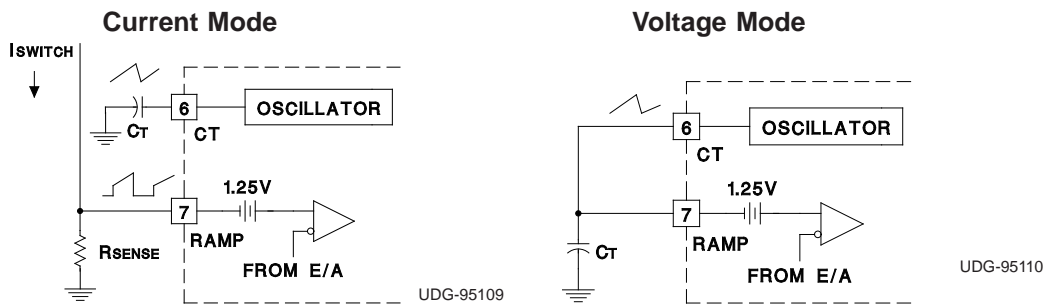 Current Mode
ISWITCH
6
OSCILLATOR
CT
CT
1.25V
7
RAMP
RSENSE
FROM E/A
UDG-95109
Voltage Mode
6
OSCILLATOR
CT
1.25V
7
RAMP
CT
FROM E/A
UDG-95110